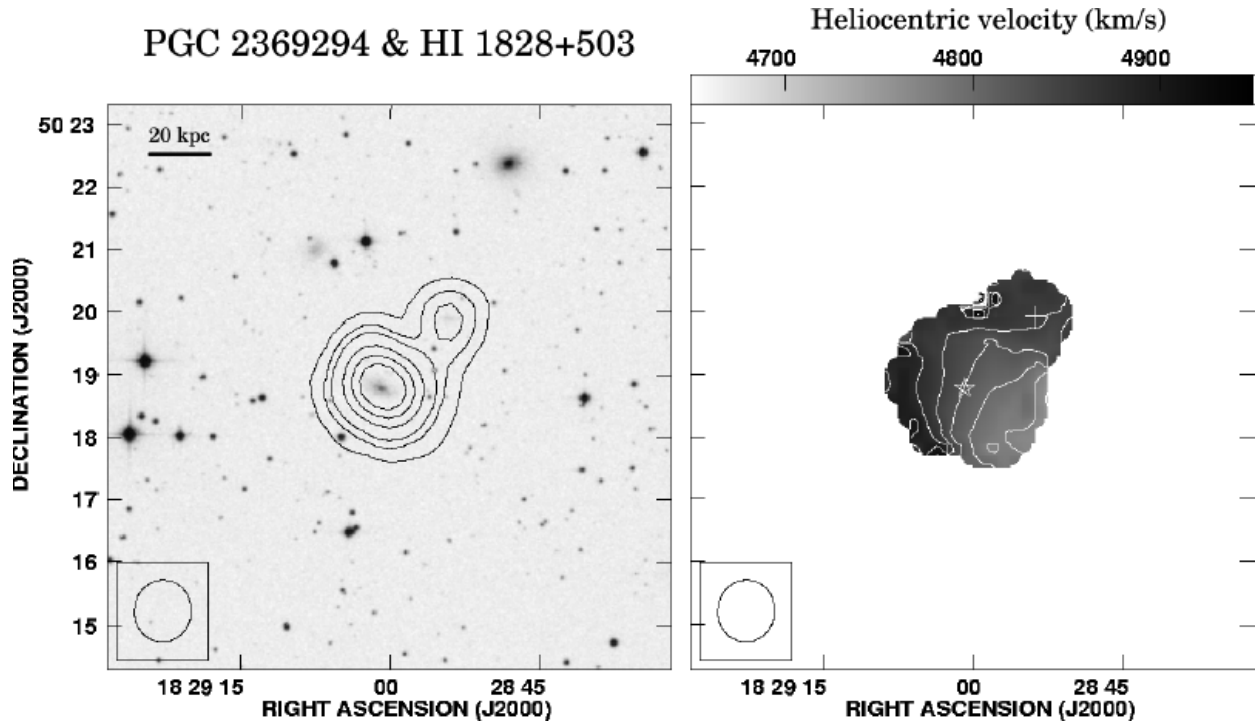 PGC 2369294 & HI 1828+503
Heliocentric velocity (km/s)
4700 4800 4900
20 kpc
50 23
22
21
20
19
18
17
16
15
DECLINATION (J2000)
18 29 15 00 28 45
RIGHT ASCENSION (J2000)
18 29 15 00 28 45
RIGHT ASCENSION (J2000)